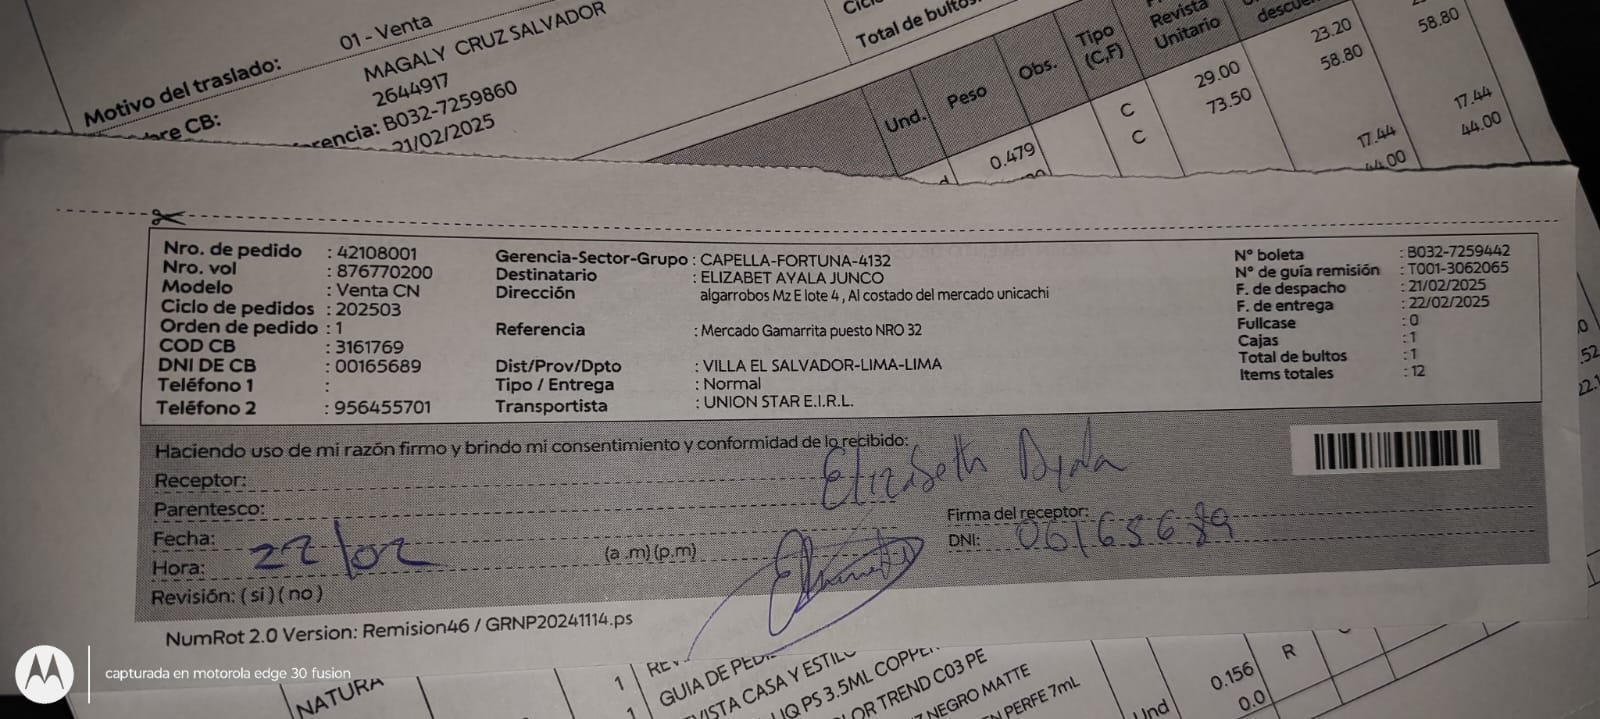 Motivo del traslado:
01 - Venta
MAGALY CRUZ SALVADOR
CB:
2644917
B032-7259860
21/02/2025
Total de bultos
Und.
Peso
Obs.
Tipo
(C,F)
Revista
Unitario
0.479
C
29.00
23.20
C
73.50
58.80
58.80
17.44
17.44
44.00
44.00
Nro. de pedido : 42108001
Nro. vol : 876770200
Modelo : Venta CN
Ciclo de pedidos : 202503
Orden de pedido : 1
COD CB : 3161769
DNI DE CB : 00165689
Teléfono 1 :
Teléfono 2 : 956455701
Gerencia-Sector-Grupo : CAPELLA-FORTUNA-4132
Destinatario : ELIZABET AYALA JUNCO
Dirección algarrobos Mz E lote 4 , Al costado del mercado unicachi
Referencia : Mercado Gamarrita puesto NRO 32
Dist/Prov/Dpto : VILLA EL SALVADOR-LIMA-LIMA
Tipo / Entrega : Normal
Transportista : UNION STAR E.I.R.L.
N° boleta : B032-7259442
N° de guía remisión : T001-3062065
F. de despacho : 21/02/2025
F. de entrega : 22/02/2025
Fullcase : 0
Cajas : 1
Total de bultos : 1
Items totales : 12
Haciendo uso de mi razón firmo y brindo mi consentimiento y conformidad de lo recibido:
Elizabeth Ayala
Receptor:
Parentesco:
Fecha: 22/02
Hora: (a .m) (p.m)
Revisión: ( si ) ( no )
Firma del receptor:
DNI: 00165689
NumRot 2.0 Version: Remision46 / GRNP20241114.ps
capturada en motorola edge 30 fusion
NATURA
1
GUIA DE
CASA Y
PS 3.5ML
TREND C03 PE
NEGRO MATTE
PERFE 7mL
Und
0.156
R
0.0